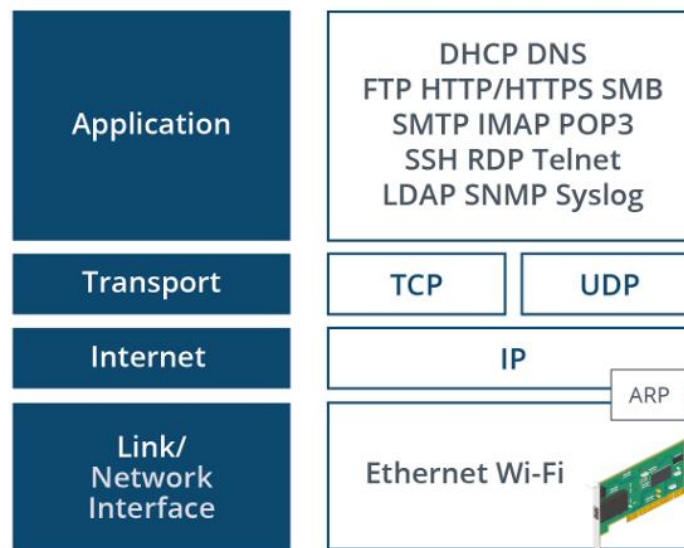 Application
DHCP DNS
FTP HTTP/HTTPS SMB
SMTP IMAP POP3
SSH RDP Telnet
LDAP SNMP Syslog
Transport
TCP
UDP
Internet
IP
ARP
Link/
Network
Interface
Ethernet Wi-Fi